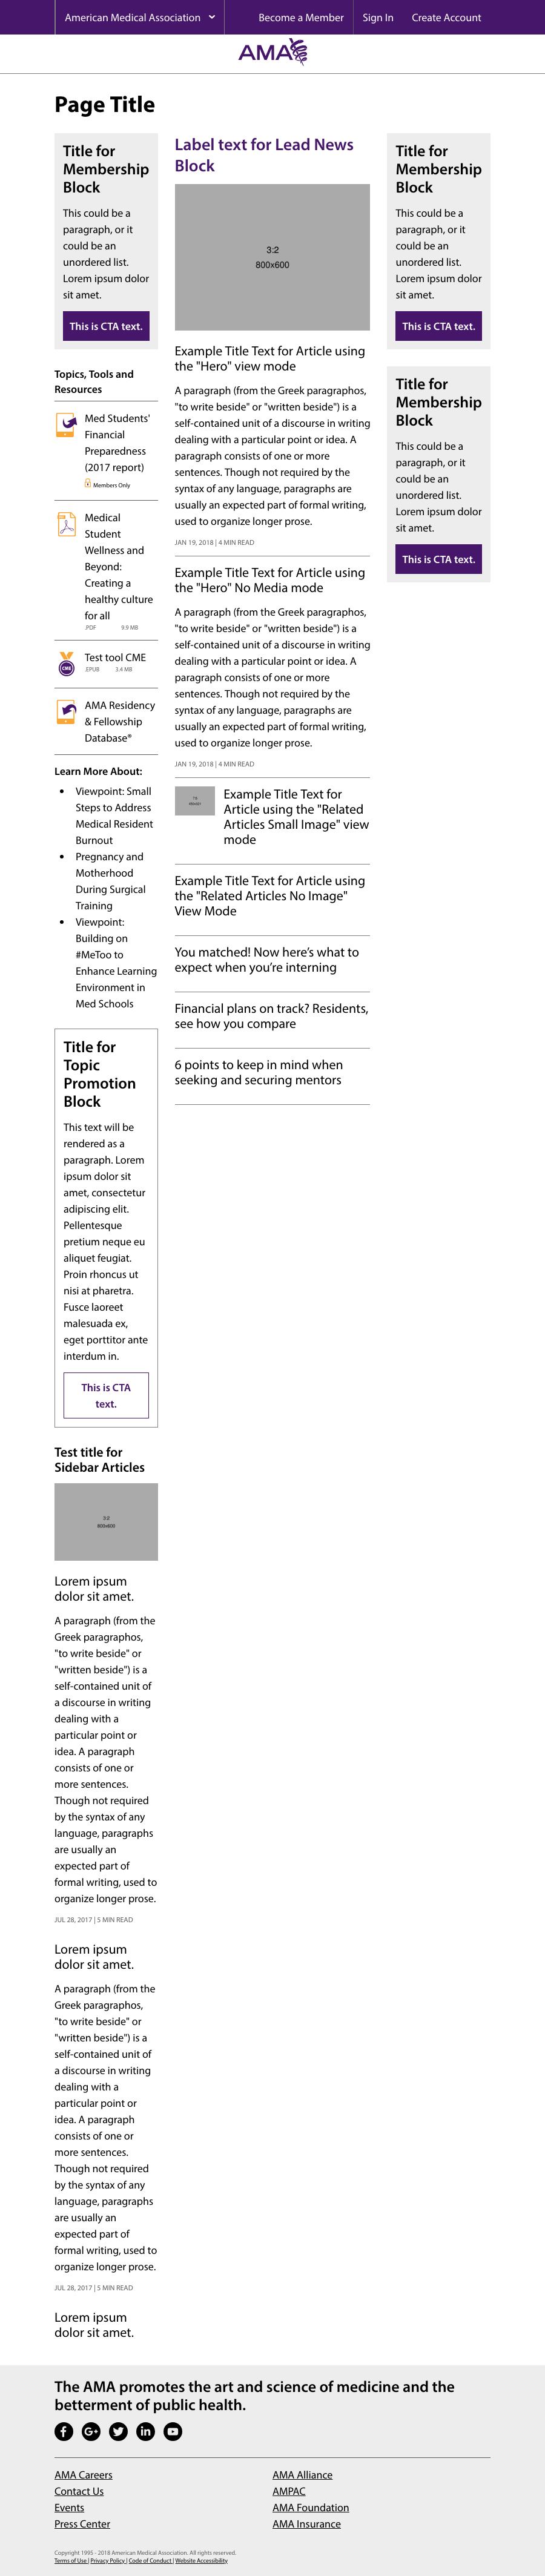 American Medical Association
Become a Member
Sign In
Create Account
AMA
Page Title
Title for
Membership
Block
This could be a
paragraph, or it
could be an
unordered list.
Lorem ipsum dolor
sit amet.
This is CTA text.
Topics, Tools and
Resources
Med Students'
Financial
Preparedness
(2017 report)
Members Only
Medical
Student
Wellness and
Beyond:
Creating a
healthy culture
for all
.PDF 9.9 MB
Test tool CME
CME
.EPUB 3.4 MB
AMA Residency
& Fellowship
Database®
Learn More About:
Viewpoint: Small
Steps to Address
Medical Resident
Burnout
Pregnancy and
Motherhood
During Surgical
Training
Viewpoint:
Building on
#MeToo to
Enhance Learning
Environment in
Med Schools
Title for
Topic
Promotion
Block
This text will be
rendered as a
paragraph. Lorem
ipsum dolor sit
amet, consectetur
adipiscing elit.
Pellentesque
pretium neque eu
aliquet feugiat.
Proin rhoncus ut
nisi at pharetra.
Fusce laoreet
malesuada ex,
eget porttitor ante
interdum in.
This is CTA
text.
Test title for
Sidebar Articles
3:2
800x600
Lorem ipsum
dolor sit amet.
A paragraph (from the
Greek paragraphos,
"to write beside" or
"written beside") is a
self-contained unit of
a discourse in writing
dealing with a
particular point or
idea. A paragraph
consists of one or
more sentences.
Though not required
by the syntax of any
language, paragraphs
are usually an
expected part of
formal writing, used to
organize longer prose.
JUL 28, 2017 | 5 MIN READ
Lorem ipsum
dolor sit amet.
A paragraph (from the
Greek paragraphos,
"to write beside" or
"written beside") is a
self-contained unit of
a discourse in writing
dealing with a
particular point or
idea. A paragraph
consists of one or
more sentences.
Though not required
by the syntax of any
language, paragraphs
are usually an
expected part of
formal writing, used to
organize longer prose.
JUL 28, 2017 | 5 MIN READ
Lorem ipsum
dolor sit amet.
Label text for Lead News
Block
3:2
800x600
Example Title Text for Article using
the "Hero" view mode
A paragraph (from the Greek paragraphos,
"to write beside" or "written beside") is a
self-contained unit of a discourse in writing
dealing with a particular point or idea. A
paragraph consists of one or more
sentences. Though not required by the
syntax of any language, paragraphs are
usually an expected part of formal writing,
used to organize longer prose.
JAN 19, 2018 | 4 MIN READ
Example Title Text for Article using
the "Hero" No Media mode
A paragraph (from the Greek paragraphos,
"to write beside" or "written beside") is a
self-contained unit of a discourse in writing
dealing with a particular point or idea. A
paragraph consists of one or more
sentences. Though not required by the
syntax of any language, paragraphs are
usually an expected part of formal writing,
used to organize longer prose.
JAN 19, 2018 | 4 MIN READ
Example Title Text for
Article using the "Related
Articles Small Image" view
mode
Example Title Text for Article using
the "Related Articles No Image"
View Mode
You matched! Now here’s what to
expect when you’re interning
Financial plans on track? Residents,
see how you compare
6 points to keep in mind when
seeking and securing mentors
Title for
Membership
Block
This could be a
paragraph, or it
could be an
unordered list.
Lorem ipsum dolor
sit amet.
This is CTA text.
Title for
Membership
Block
This could be a
paragraph, or it
could be an
unordered list.
Lorem ipsum dolor
sit amet.
This is CTA text.
The AMA promotes the art and science of medicine and the
betterment of public health.
AMA Careers
Contact Us
Events
Press Center
AMA Alliance
AMPAC
AMA Foundation
AMA Insurance
Copyright 1995 - 2018 American Medical Association. All rights reserved.
Terms of Use | Privacy Policy | Code of Conduct | Website Accessibility